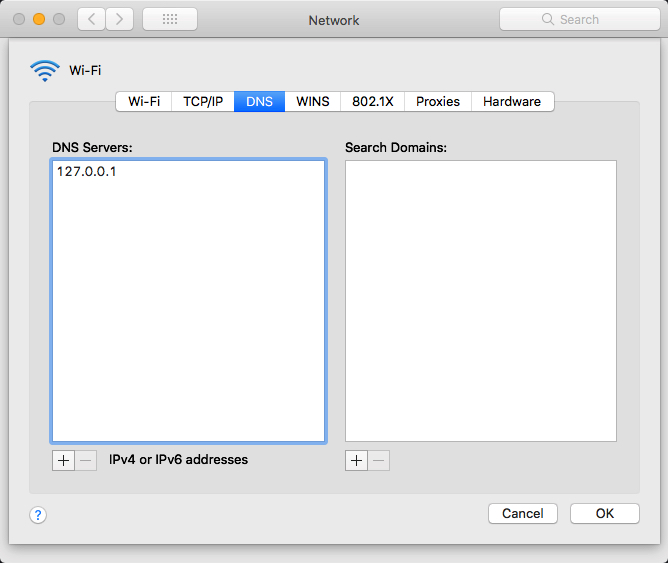 Network
Search
Wi-Fi
Wi-Fi TCP/IP DNS WINS 802.1X Proxies Hardware
DNS Servers: Search Domains:
127.0.0.1
+ − IPv4 or IPv6 addresses + −
? Cancel OK